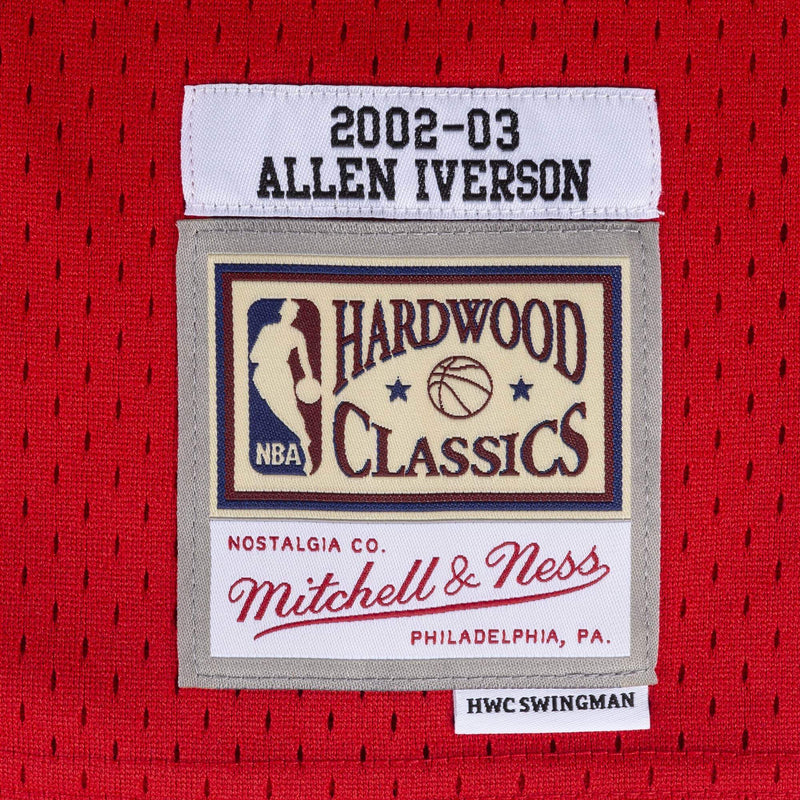 2002-03
ALLEN IVERSON
HARDWOOD
CLASSICS
NBA
NOSTALGIA CO.
Mitchell & Ness
PHILADELPHIA, PA.
HWC SWINGMAN